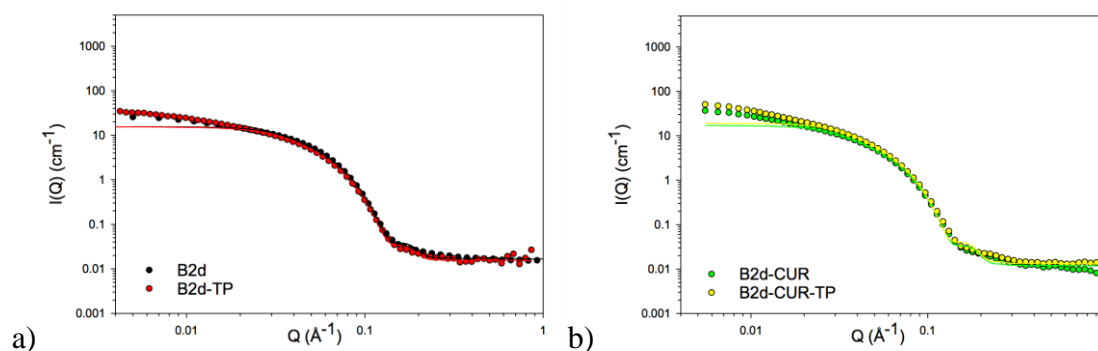 1000
100
10
1
0.1
0.01
0.001
I(Q) (cm⁻¹)
B2d
B2d-TP
0.01
0.1
1
Q (Å⁻¹)
a)
1000
100
10
1
0.1
0.01
0.001
I(Q) (cm⁻¹)
B2d-CUR
B2d-CUR-TP
0.01
0.1
Q (Å⁻¹)
b)